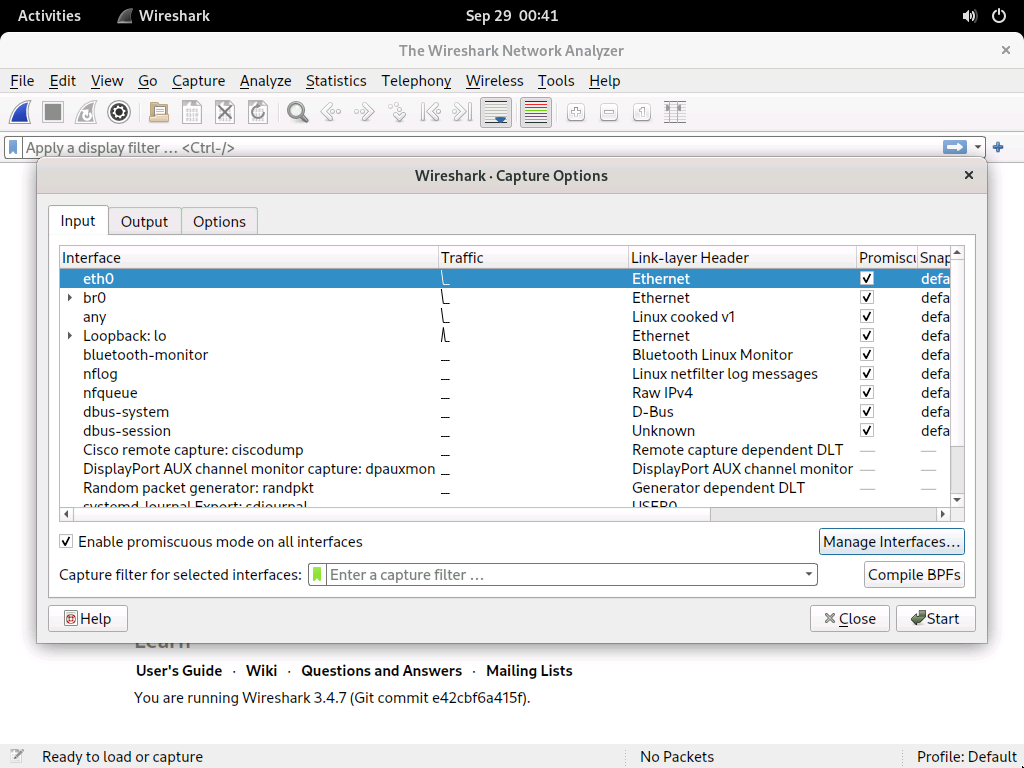 Activities Wireshark Sep 29 00:41
The Wireshark Network Analyzer
File Edit View Go Capture Analyze Statistics Telephony Wireless Tools Help
Apply a display filter … <Ctrl-/>
Wireshark · Capture Options
Input Output Options
Interface Traffic Link-layer Header Promiscu Snap
eth0 Ethernet defa
br0 Ethernet defa
any Linux cooked v1 defa
Loopback: lo Ethernet defa
bluetooth-monitor Bluetooth Linux Monitor defa
nflog Linux netfilter log messages defa
nfqueue Raw IPv4 defa
dbus-system D-Bus defa
dbus-session Unknown defa
Cisco remote capture: ciscodump Remote capture dependent DLT —
DisplayPort AUX channel monitor capture: dpauxmon DisplayPort AUX channel monitor —
Random packet generator: randpkt Generator dependent DLT —
systemd Journal Export: sdjournal USER0
Enable promiscuous mode on all interfaces Manage Interfaces…
Capture filter for selected interfaces: Enter a capture filter … Compile BPFs
Help Close Start
Learn
User's Guide · Wiki · Questions and Answers · Mailing Lists
You are running Wireshark 3.4.7 (Git commit e42cbf6a415f).
Ready to load or capture No Packets Profile: Default